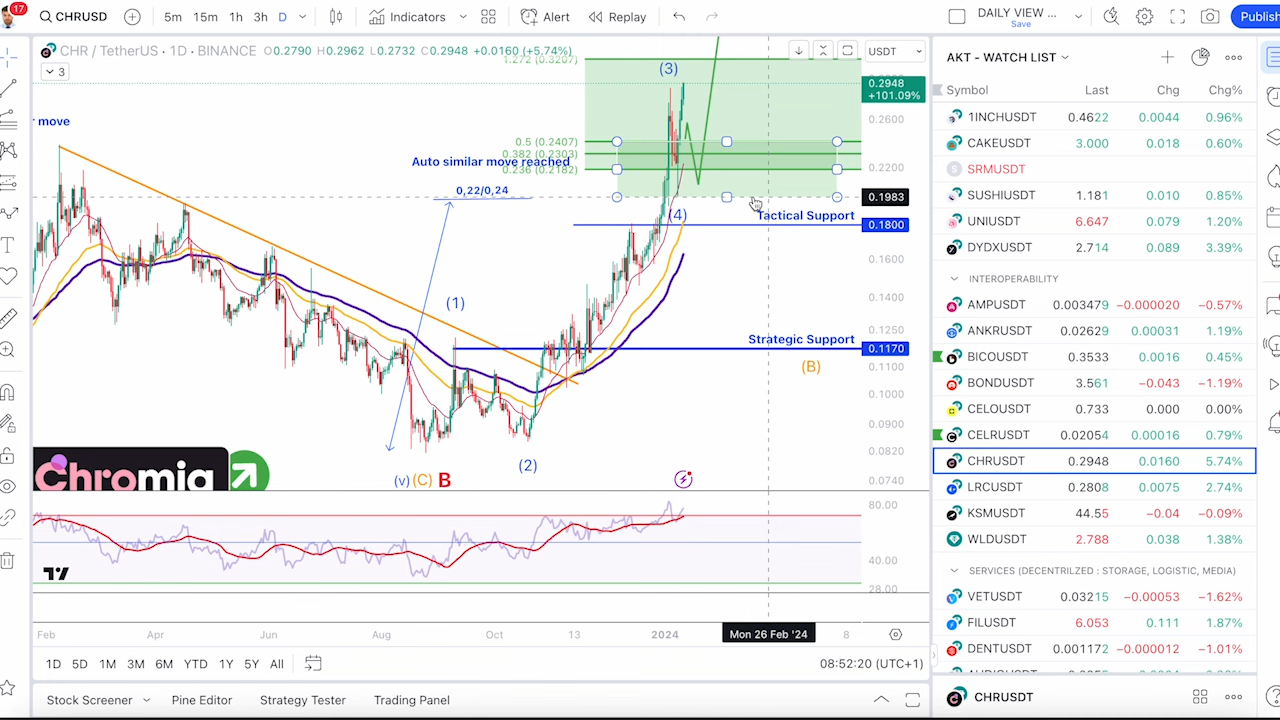 17
CHRUSD
5m 15m 1h 3h D
Indicators
Alert
Replay
DAILY VIEW ...
Save
Publish
CHR / TetherUS · 1D · BINANCE O0.2790 H0.2962 L0.2732 C0.2948 +0.0160 (+5.74%)
3
USDT
AKT - WATCH LIST
Symbol Last Chg Chg%
1.272 (0.3207)
(3)
0.2948
+101.09%
1INCHUSDT 0.4622 0.0044 0.96%
move
0.2600
CAKEUSDT 3.000 0.018 0.60%
0.5 (0.2407)
0.382 (0.2303)
Auto similar move reached
0.236 (0.2182)
0.2200
SRMUSDT
0,22/0,24
0.1983
SUSHIUSDT 1.181 0.010 0.85%
(4)
Tactical Support
0.1800
UNIUSDT 6.647 0.079 1.20%
DYDXUSDT 2.714 0.089 3.39%
0.1600
INTEROPERABILITY
0.1400
(1)
AMPUSDT 0.003479 −0.000020 −0.57%
0.1250
ANKRUSDT 0.02629 0.00031 1.19%
Strategic Support
0.1170
BICOUSDT 0.3533 0.0016 0.45%
(B)
0.1100
BONDUSDT 3.561 −0.043 −1.19%
0.1000
CELOUSDT 0.733 0.000 0.00%
0.0900
CELRUSDT 0.02054 0.00016 0.79%
0.0820
(2)
CHRUSDT 0.2948 0.0160 5.74%
Chromia
(v) (C) B
0.0740
LRCUSDT 0.2808 0.0075 2.74%
80.00
KSMUSDT 44.55 −0.04 −0.09%
WLDUSDT 2.788 0.038 1.38%
40.00
SERVICES (DECENTRILZED : STORAGE, LOGISTIC, MEDIA)
28.00
VETUSDT 0.03215 −0.00053 −1.62%
FILUSDT 6.053 0.111 1.87%
Feb Apr Jun Aug Oct 13 2024 Mon 26 Feb '24 8
DENTUSDT 0.001172 −0.000012 −1.01%
1D 5D 1M 3M 6M YTD 1Y 5Y All
08:52:20 (UTC+1)
Stock Screener Pine Editor Strategy Tester Trading Panel
CHRUSDT